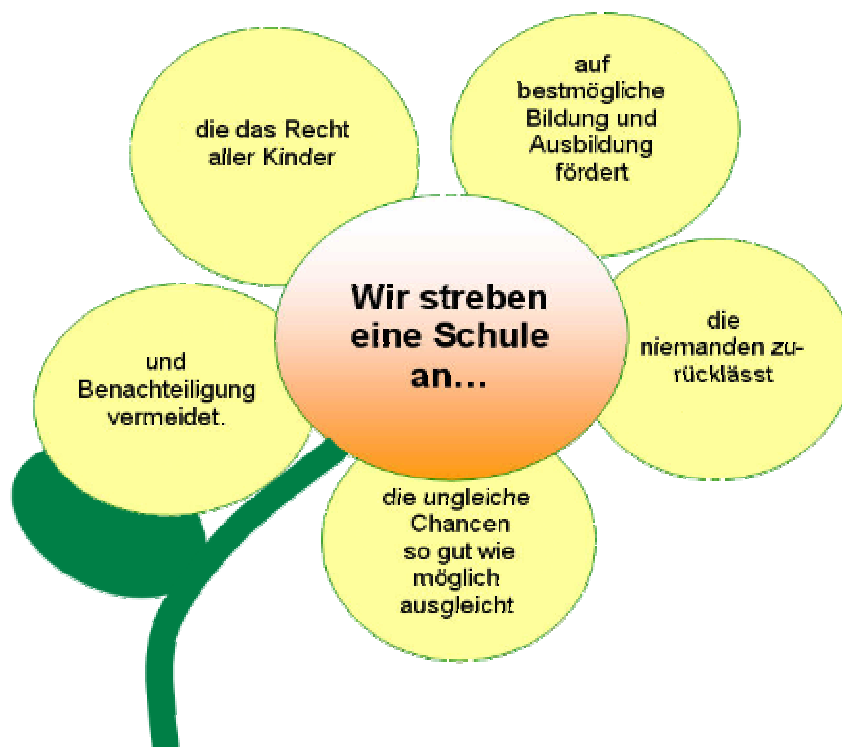 Wir streben
eine Schule
an...
die das Recht
aller Kinder
auf
bestmögliche
Bildung und
Ausbildung
fördert
die
niemanden zu-
rücklässt
die ungleiche
Chancen
so gut wie
möglich
ausgleicht
und
Benachteiligung
vermeidet.